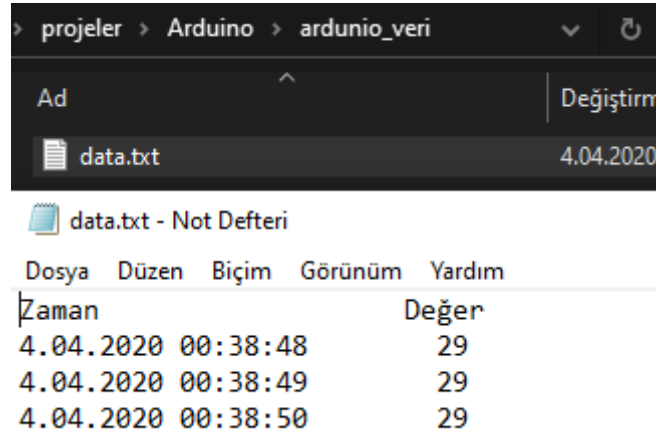 projeler > Arduino > ardunio_veri
Ad Değiştirm
data.txt 4.04.2020
data.txt - Not Defteri
Dosya Düzen Biçim Görünüm Yardım
Zaman Değer
4.04.2020 00:38:48 29
4.04.2020 00:38:49 29
4.04.2020 00:38:50 29